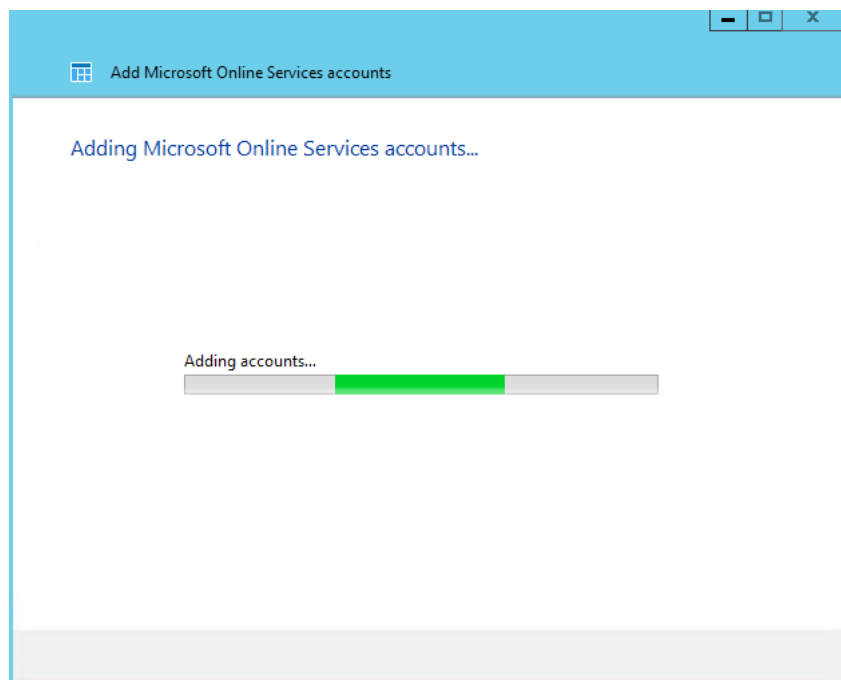 Add Microsoft Online Services accounts
Adding Microsoft Online Services accounts...
Adding accounts...